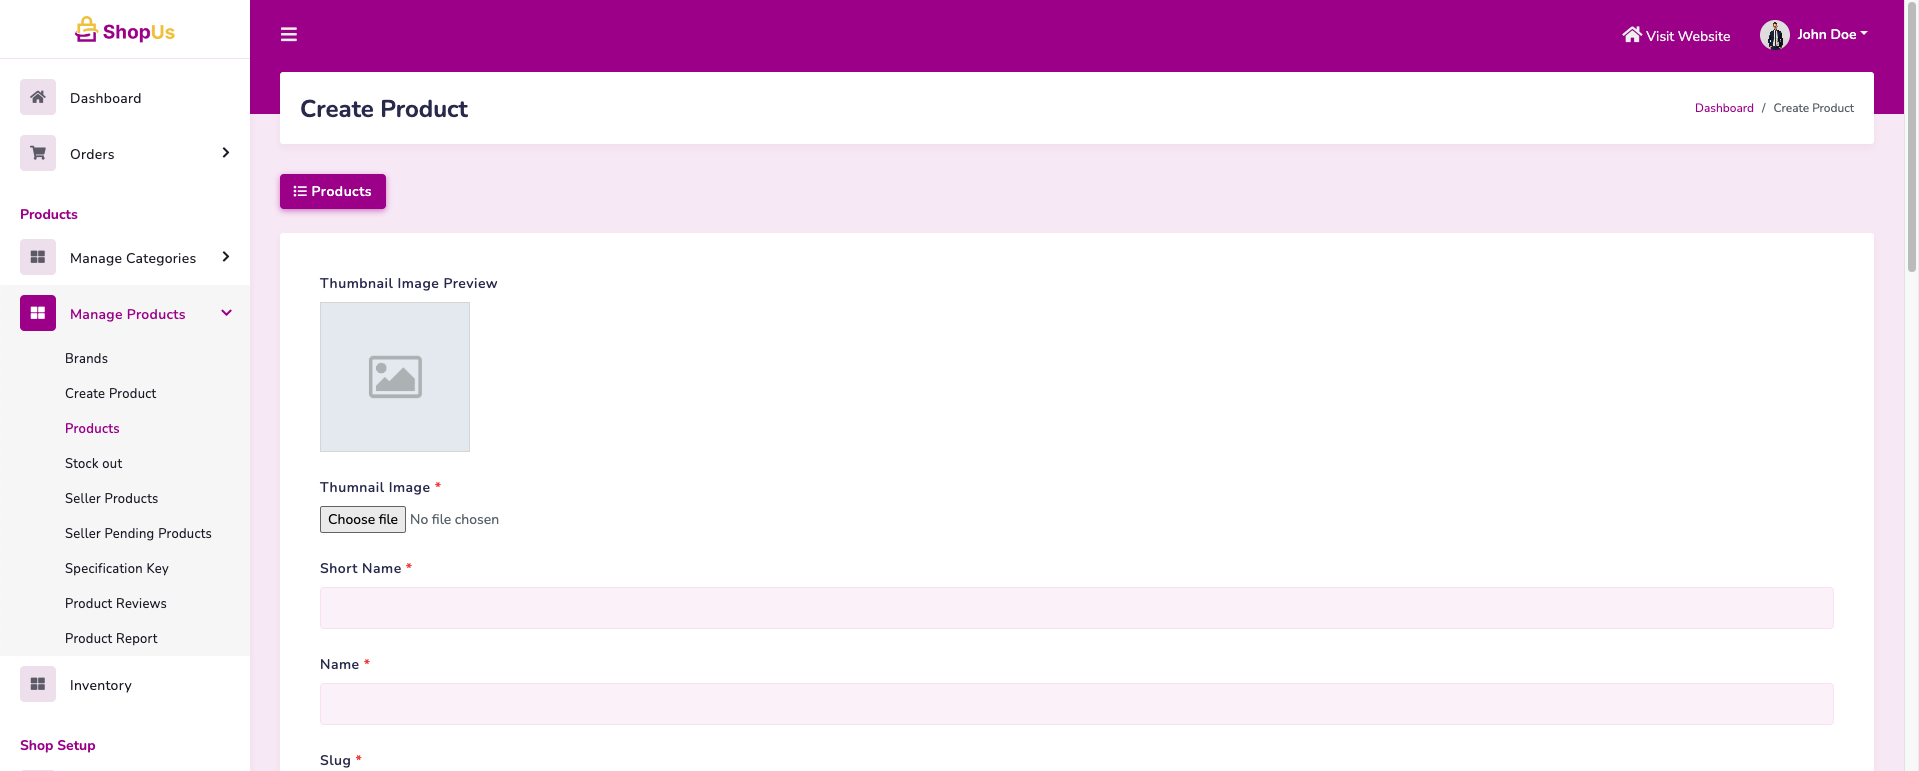 ShopUs
Visit Website
John Doe
Dashboard
Orders
Products
Manage Categories
Manage Products
Brands
Create Product
Products
Stock out
Seller Products
Seller Pending Products
Specification Key
Product Reviews
Product Report
Inventory
Shop Setup
Create Product
Dashboard / Create Product
Products
Thumbnail Image Preview
Thumnail Image *
Choose file No file chosen
Short Name *
Name *
Slug *